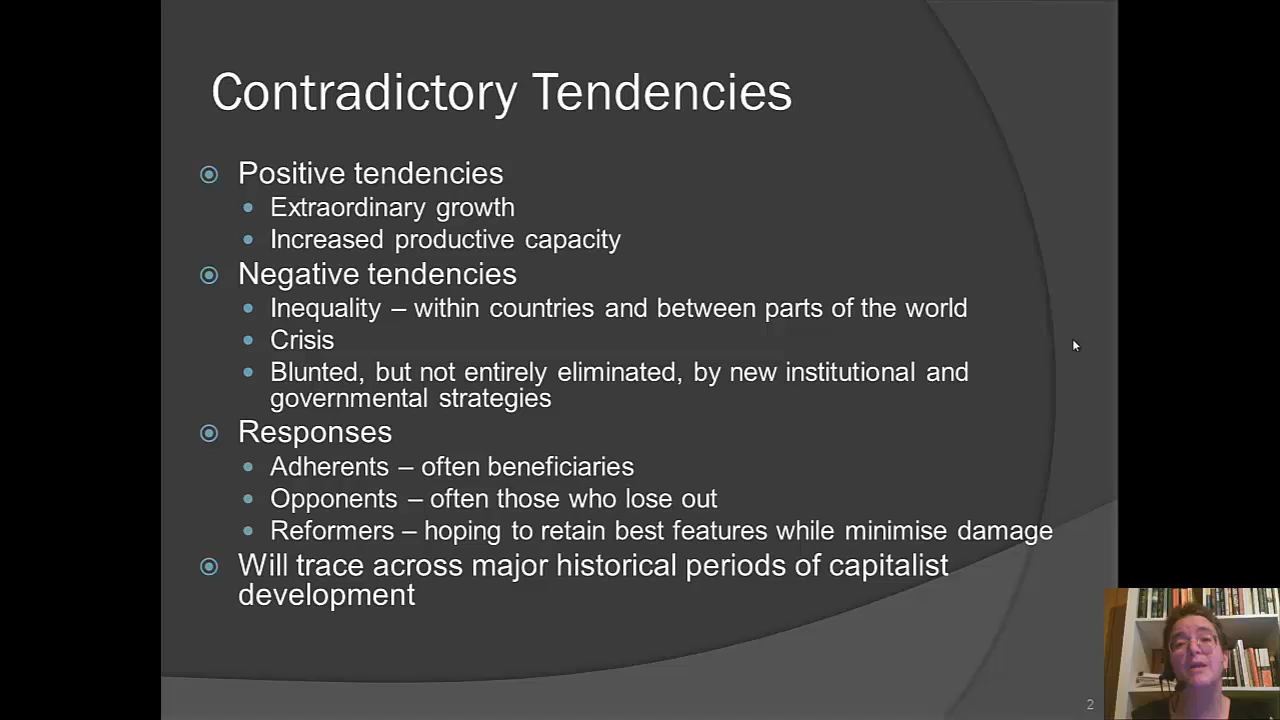 Contradictory Tendencies
Positive tendencies
Extraordinary growth
Increased productive capacity
Negative tendencies
Inequality – within countries and between parts of the world
Crisis
Blunted, but not entirely eliminated, by new institutional and
governmental strategies
Responses
Adherents – often beneficiaries
Opponents – often those who lose out
Reformers – hoping to retain best features while minimise damage
Will trace across major historical periods of capitalist
development
2